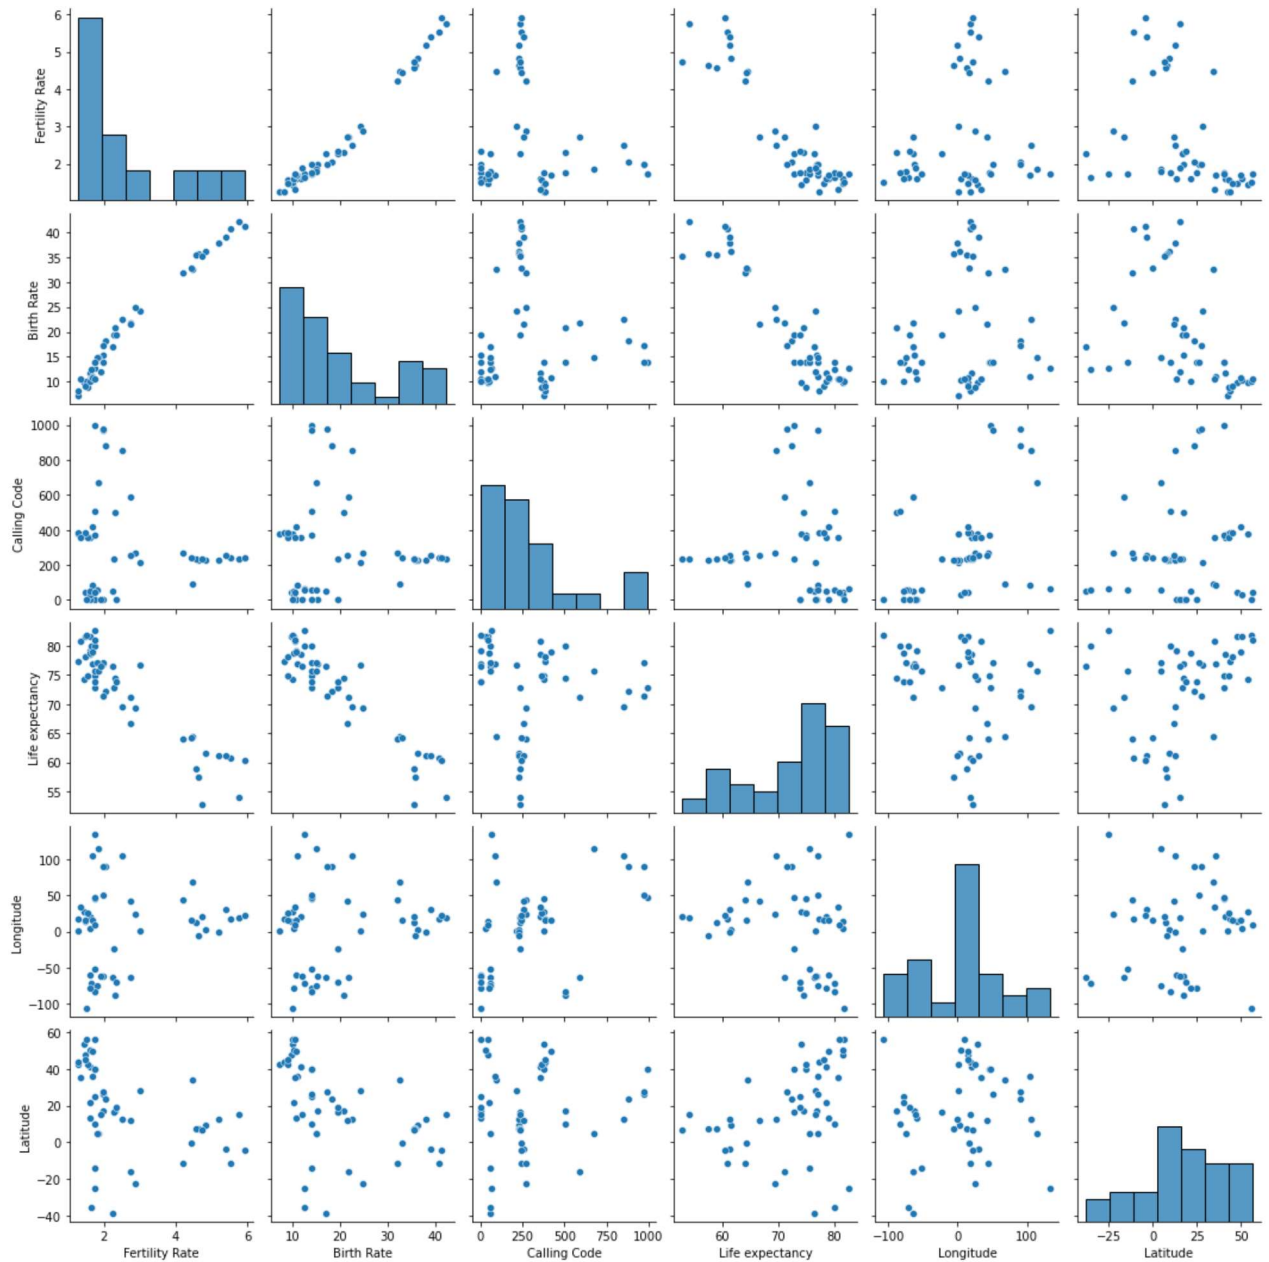 6
5
4
3
2
Fertility Rate
40
35
30
25
20
15
10
Birth Rate
1000
800
600
400
200
0
Calling Code
80
75
70
65
60
55
Life expectancy
100
50
0
−50
−100
Longitude
60
40
20
0
−20
−40
Latitude
2 4 6
Fertility Rate
10 20 30 40
Birth Rate
0 250 500 750 1000
Calling Code
60 70 80
Life expectancy
−100 0 100
Longitude
−25 0 25 50
Latitude